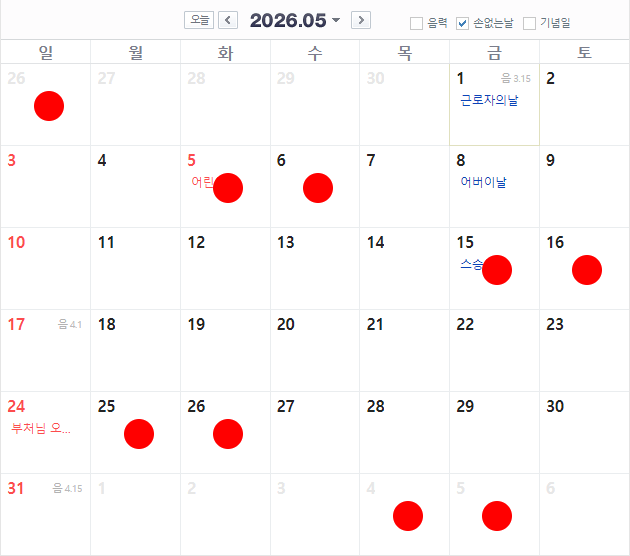 오늘 2026.05 음력 손없는날 기념일
일 월 화 수 목 금 토
26 27 28 29 30 1 음 3.15 2
근로자의날
3 4 5 6 7 8 9
어린 어버이날
10 11 12 13 14 15 16
스승
17 음 4.1 18 19 20 21 22 23
24 25 26 27 28 29 30
부처님 오...
31 음 4.15 1 2 3 4 5 6